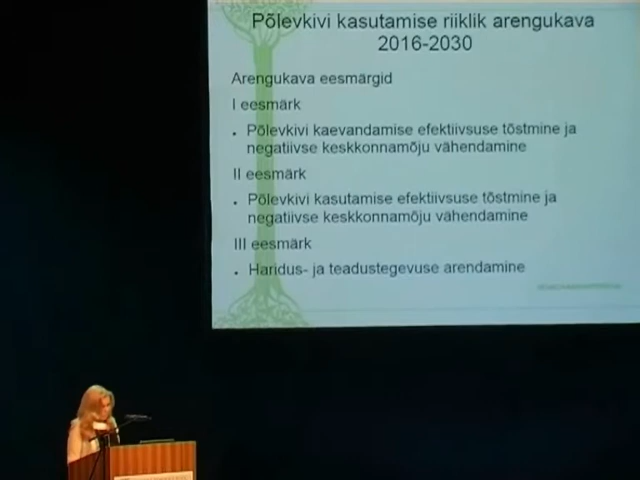 Põlevkivi kasutamise riiklik arengukava
2016-2030
Arengukava eesmärgid
I eesmärk
• Põlevkivi kaevandamise efektiivsuse tõstmine ja
negatiivse keskkonnamõju vähendamine
II eesmärk
• Põlevkivi kasutamise efektiivsuse tõstmine ja
negatiivse keskkonnamõju vähendamine
III eesmärk
• Haridus- ja teadustegevuse arendamine